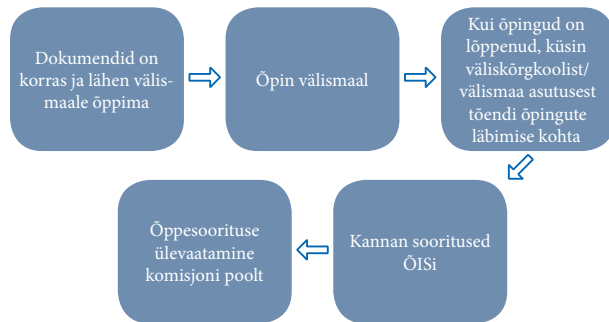 Dokumendid on
korras ja lähen välis-
maale õppima
Õpin välismaal
Kui õpingud on
lõppenud, küsin
väliskõrgkoolist/
välismaa asutusest
tõendi õpingute
läbimise kohta
Kannan sooritused
ÕISi
Õppesoorituse
ülevaatamine
komisjoni poolt